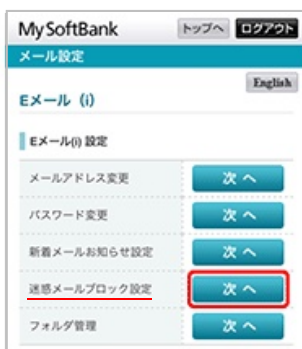 My SoftBank トップへ ログアウト
メール設定
English
Eメール（i）
Eメール(i) 設定
メールアドレス変更 次 へ
パスワード変更 次 へ
新着メールお知らせ設定 次 へ
迷惑メールブロック設定 次 へ
フォルダ管理 次 へ